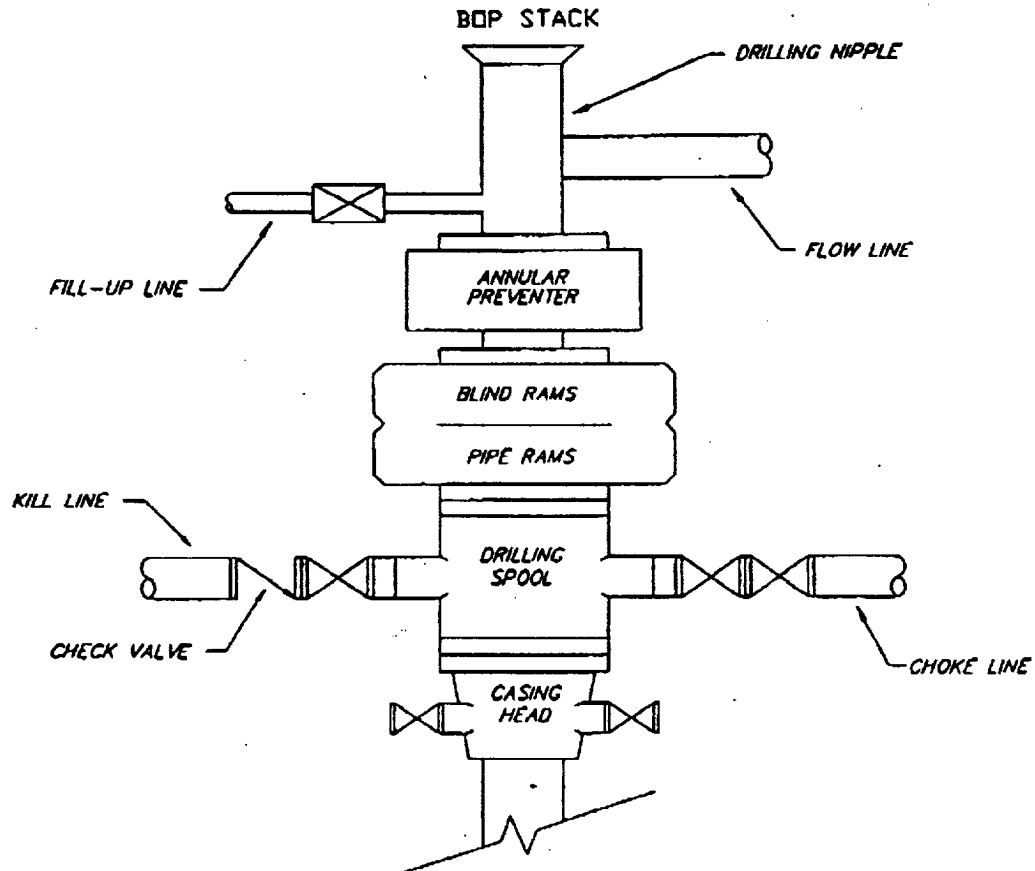 BOP STACK
DRILLING NIPPLE
FLOW LINE
FILL-UP LINE
ANNULAR
PREVENTER
BLIND RAMS
PIPE RAMS
KILL LINE
DRILLING
SPOOL
CHECK VALVE
CHOKE LINE
CASING
HEAD